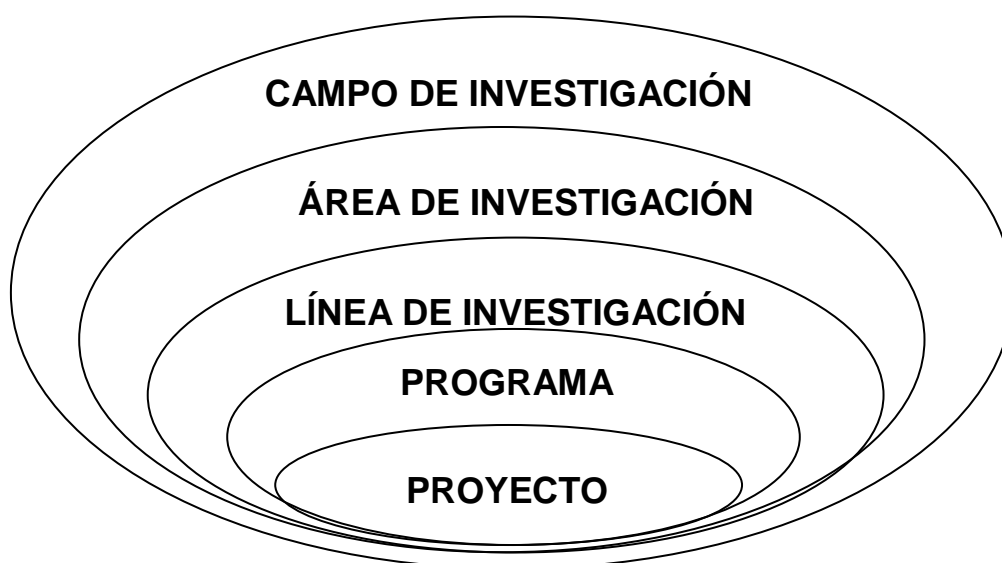 CAMPO DE INVESTIGACIÓN
ÁREA DE INVESTIGACIÓN
LÍNEA DE INVESTIGACIÓN
PROGRAMA
PROYECTO